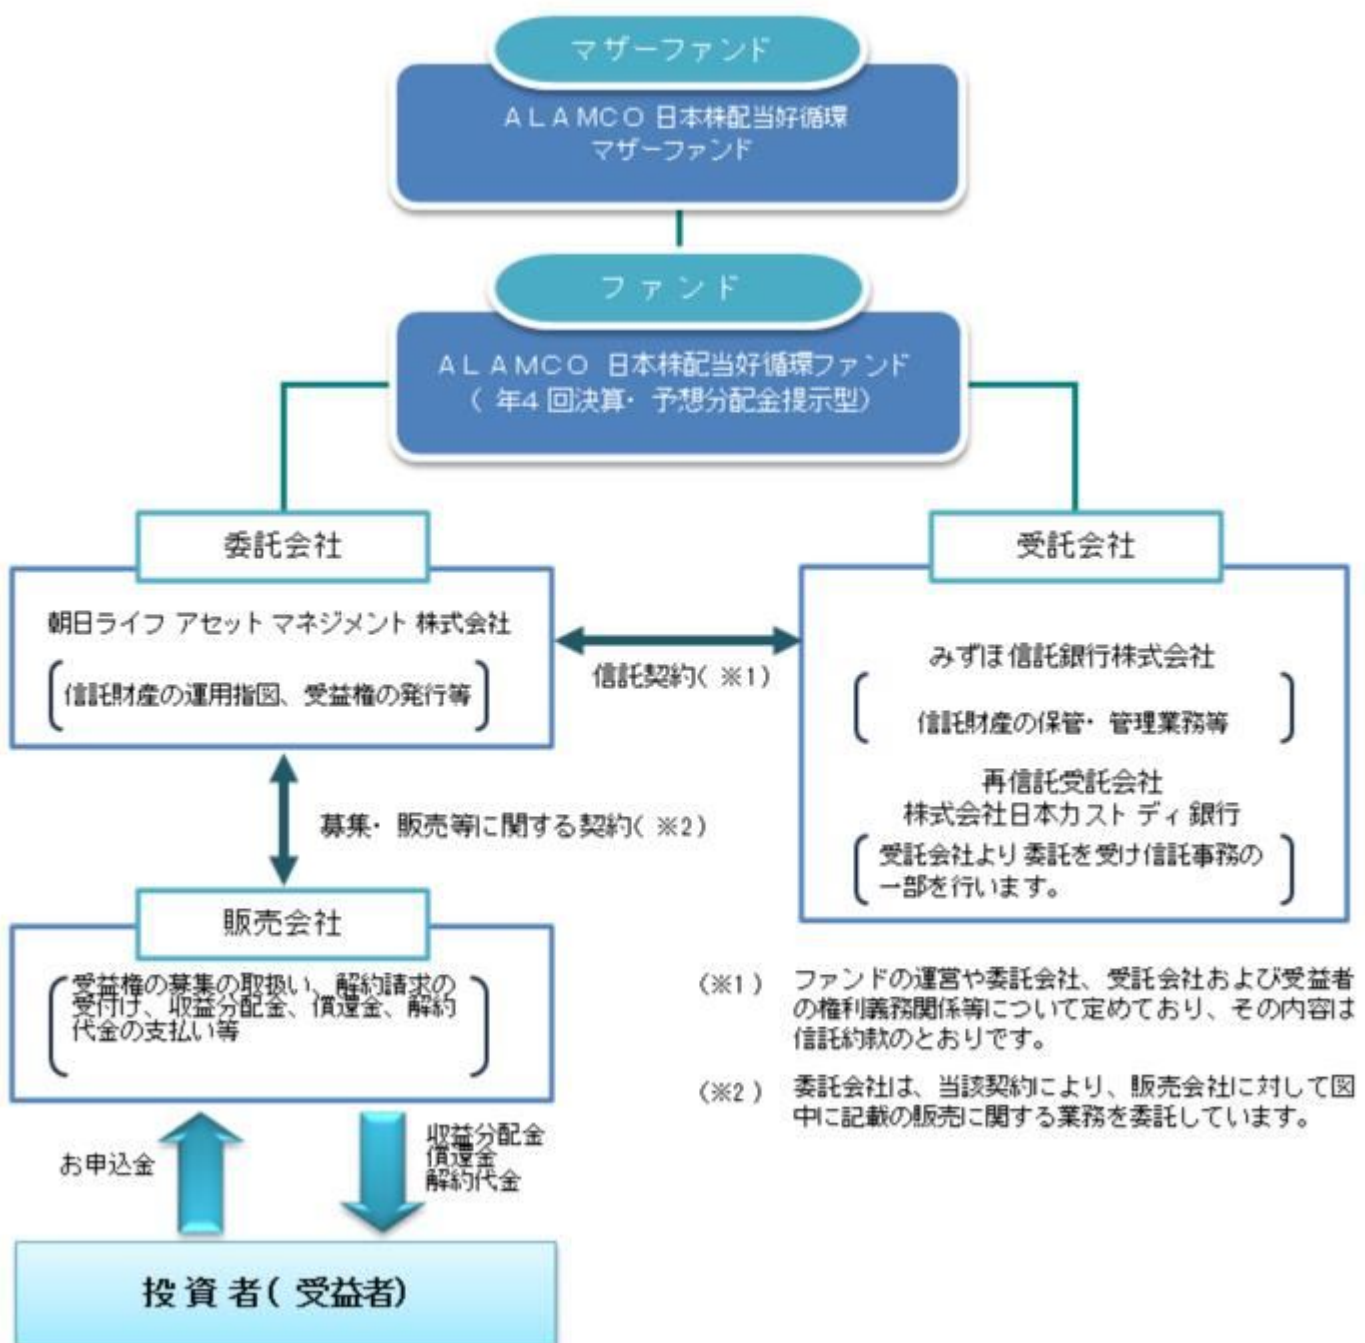 マザーファンド
ALAMCO 日本株配当好循環
マザーファンド
ファンド
ALAMCO 日本株配当好循環ファンド
(年4回決算・予想分配金提示型)
委託会社
朝日ライフ アセット マネジメント 株式会社
信託財産の運用指図、受益権の発行等
信託契約(※1)
受託会社
みずほ信託銀行株式会社
信託財産の保管・管理業務等
再信託受託会社
株式会社日本カストディ銀行
受託会社より委託を受け信託事務の
一部を行います。
募集・販売等に関する契約(※2)
販売会社
受益権の募集の取扱い、解約請求の
受付け、収益分配金、償還金、解約
代金の支払い等
(※1) ファンドの運営や委託会社、受託会社および受益者
の権利義務関係等について定めており、その内容は
信託約款のとおりです。
(※2) 委託会社は、当該契約により、販売会社に対して図
中に記載の販売に関する業務を委託しています。
お申込金
収益分配金
償還金
解約代金
投資者(受益者)